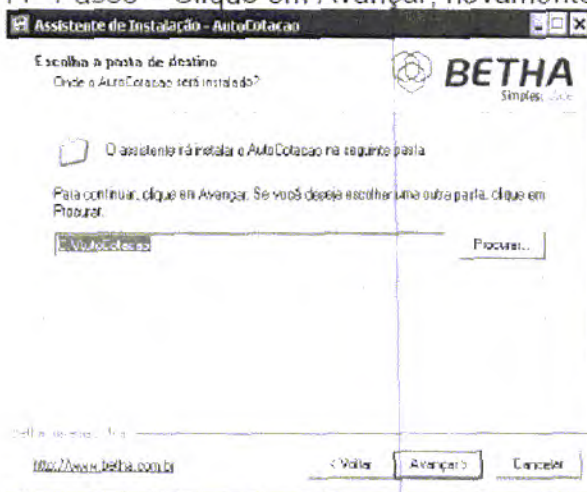 Passo - Clique em Avançar, novamente
Assistente de Instalação - AutoCotacao
Escolha a pasta de destino
Onde o AutoCotacao será instalado?
BETHA
O assistente irá instalar o AutoCotacao na seguinte pasta.
Para continuar, clique em Avançar. Se você deseja escolher uma outra pasta, clique em
Procurar.
C:\AutoCotacao
Procurar...
http://www.betha.com.br
< Voltar
Avançar >
Cancelar